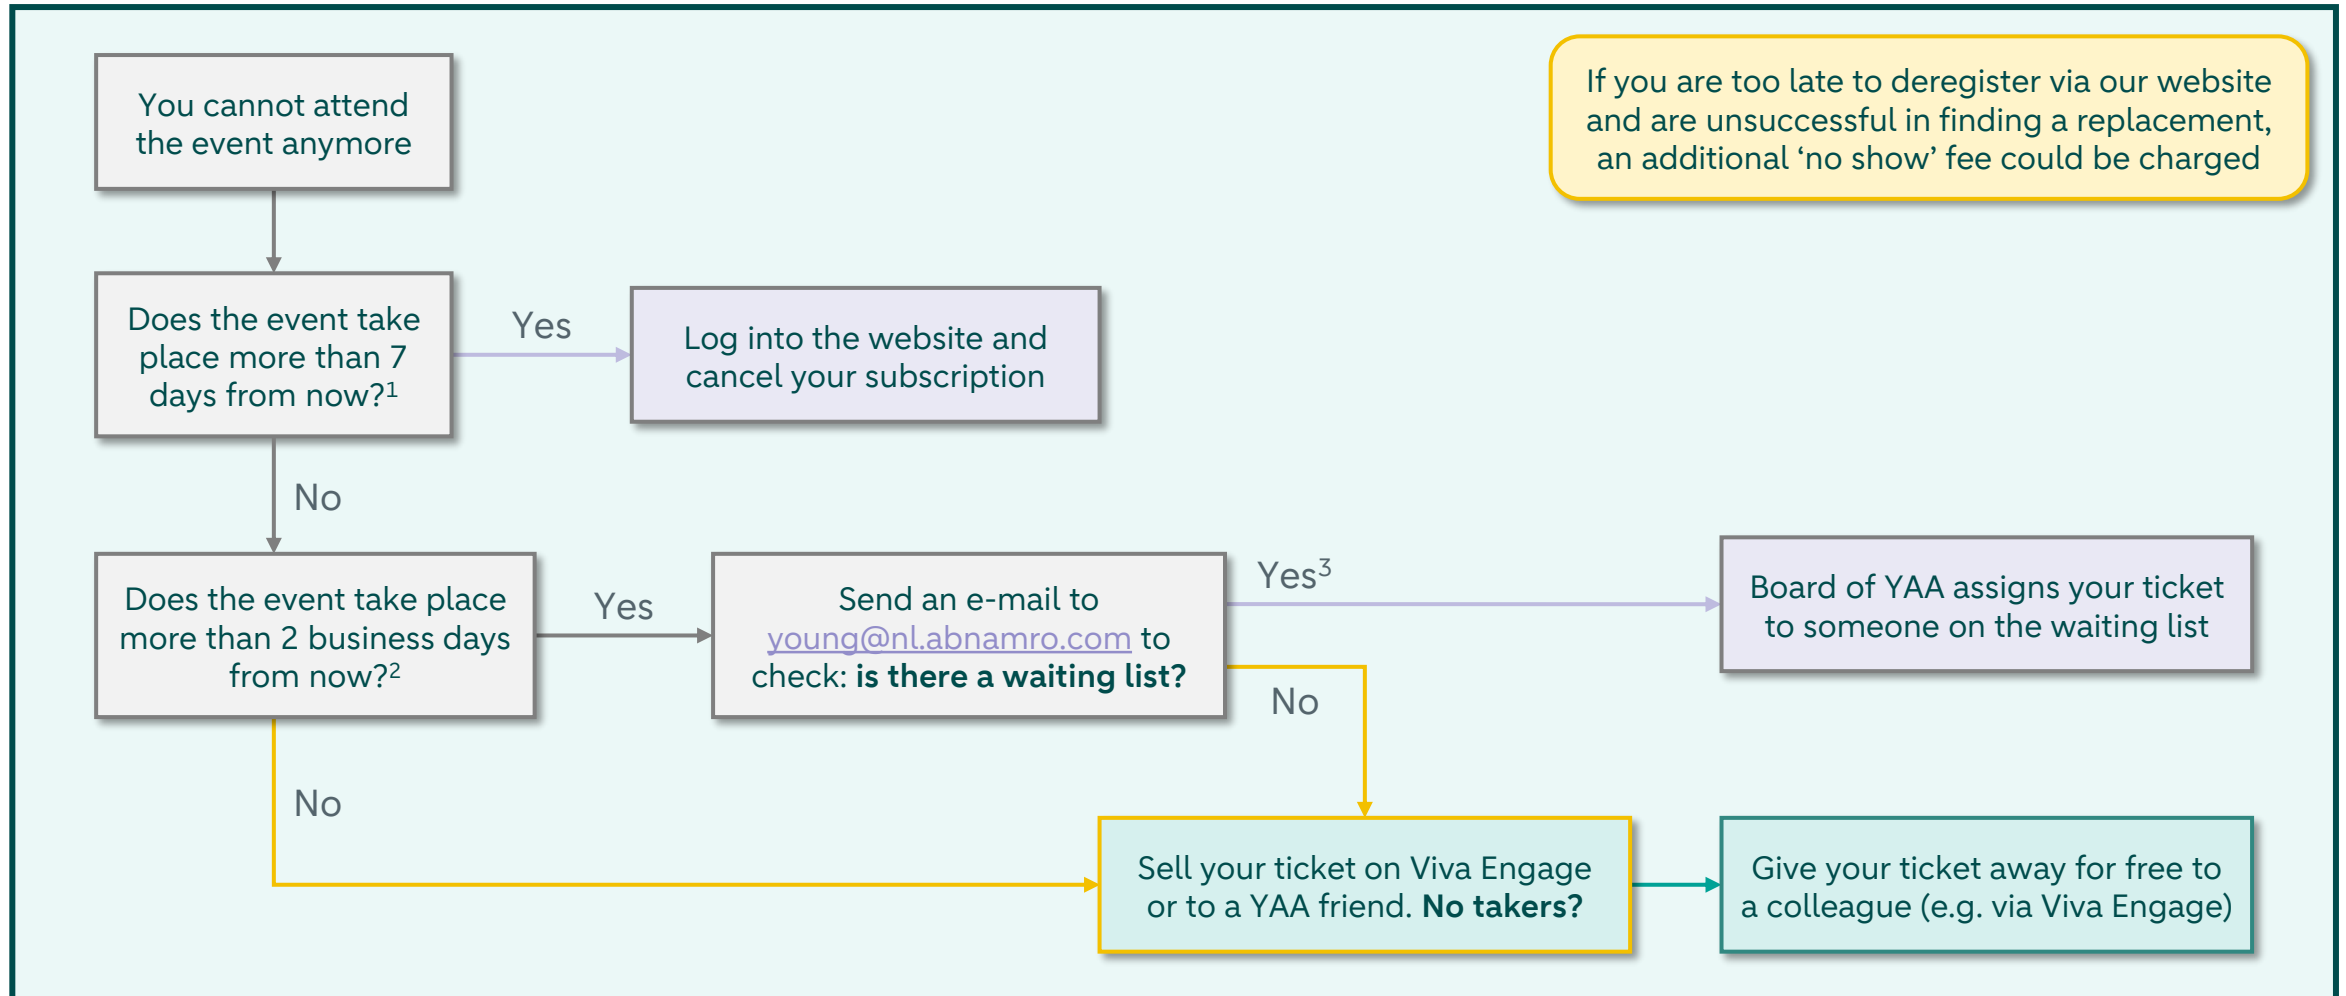 You cannot attend
the event anymore
If you are too late to deregister via our website
and are unsuccessful in finding a replacement,
an additional ‘no show’ fee could be charged
Does the event take
place more than 7
days from now?¹
Yes
Log into the website and
cancel your subscription
No
Does the event take place
more than 2 business days
from now?²
Yes
Send an e-mail to
young@nl.abnamro.com to
check: is there a waiting list?
Yes³
Board of YAA assigns your ticket
to someone on the waiting list
No
No
Sell your ticket on Viva Engage
or to a YAA friend. No takers?
Give your ticket away for free to
a colleague (e.g. via Viva Engage)